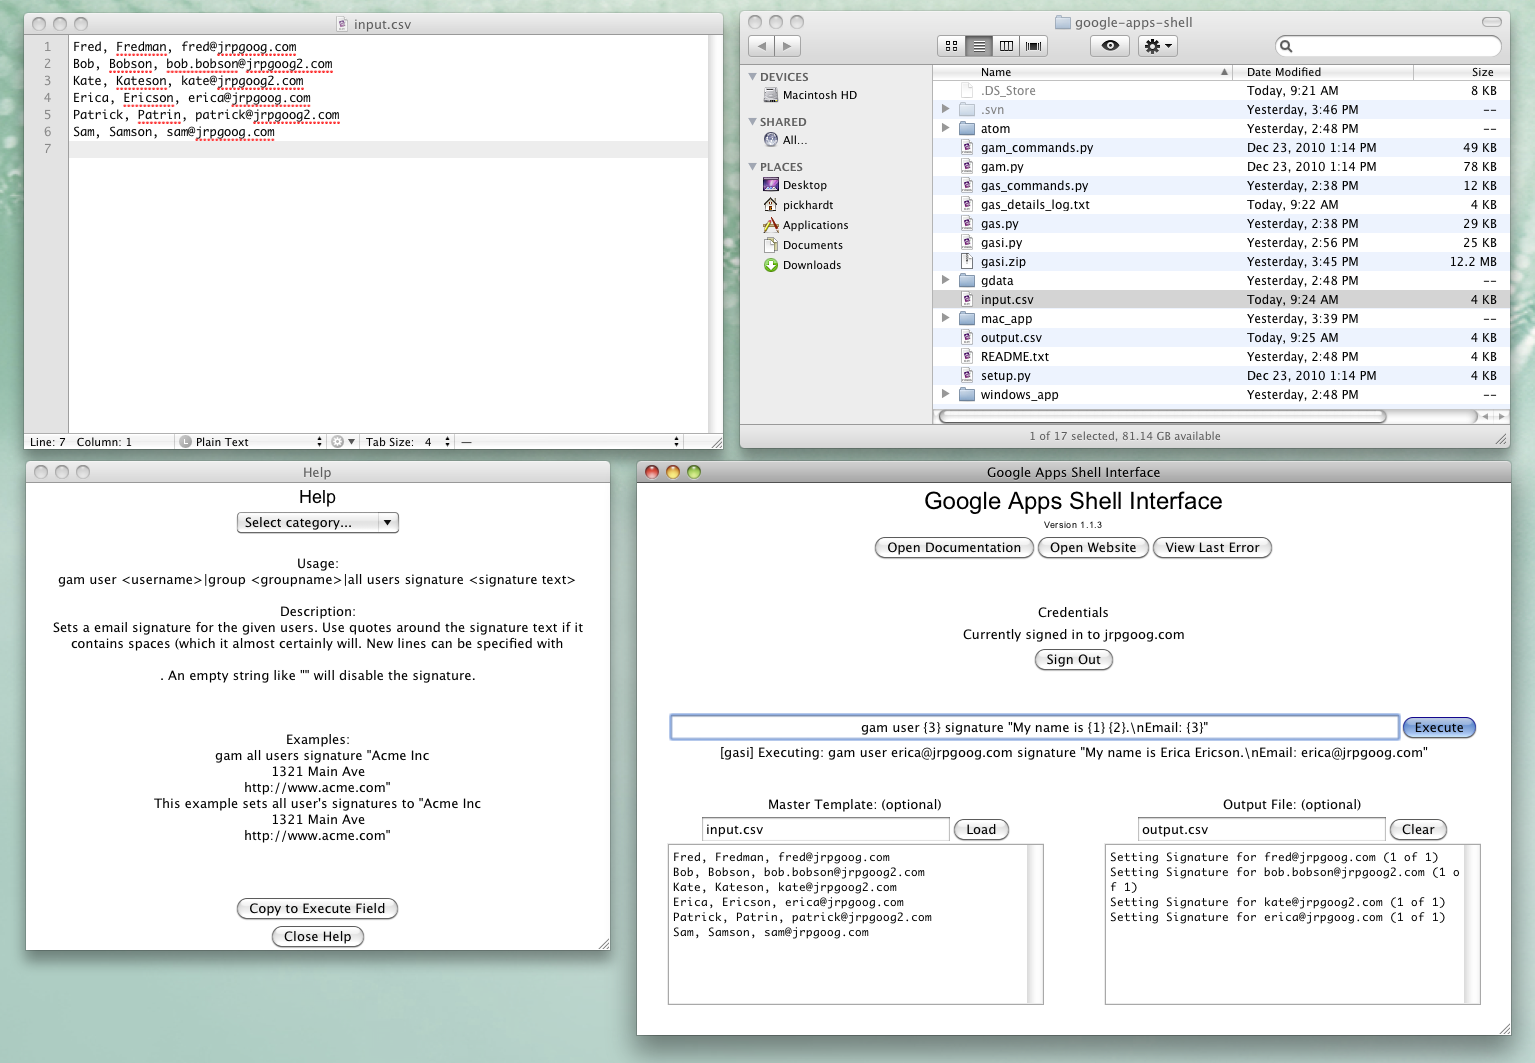 input.csv
1 Fred, Fredman, fred@jrpgoog.com
2 Bob, Bobson, bob.bobson@jrpgoog2.com
3 Kate, Kateson, kate@jrpgoog2.com
4 Erica, Ericson, erica@jrpgoog.com
5 Patrick, Patrin, patrick@jrpgoog2.com
6 Sam, Samson, sam@jrpgoog.com
7
Line: 7 Column: 1 Plain Text Tab Size: 4 —
google-apps-shell
DEVICES
Macintosh HD
SHARED
All...
PLACES
Desktop
pickhardt
Applications
Documents
Downloads
Name Date Modified Size
.DS_Store Today, 9:21 AM 8 KB
.svn Yesterday, 3:46 PM --
atom Yesterday, 2:48 PM --
gam_commands.py Dec 23, 2010 1:14 PM 49 KB
gam.py Dec 23, 2010 1:14 PM 78 KB
gas_commands.py Yesterday, 2:38 PM 12 KB
gas_details_log.txt Today, 9:22 AM 4 KB
gas.py Yesterday, 2:38 PM 29 KB
gasi.py Yesterday, 2:56 PM 25 KB
gasi.zip Yesterday, 3:45 PM 12.2 MB
gdata Yesterday, 2:48 PM --
input.csv Today, 9:24 AM 4 KB
mac_app Yesterday, 3:39 PM --
output.csv Today, 9:25 AM 4 KB
README.txt Yesterday, 2:48 PM 4 KB
setup.py Dec 23, 2010 1:14 PM 4 KB
windows_app Yesterday, 2:48 PM --
1 of 17 selected, 81.14 GB available
Help
Help
Select category...
Usage:
gam user <username>|group <groupname>|all users signature <signature text>
Description:
Sets a email signature for the given users. Use quotes around the signature text if it
contains spaces (which it almost certainly will. New lines can be specified with
. An empty string like "" will disable the signature.
Examples:
gam all users signature "Acme Inc
1321 Main Ave
http://www.acme.com"
This example sets all user's signatures to "Acme Inc
1321 Main Ave
http://www.acme.com"
Copy to Execute Field
Close Help
Google Apps Shell Interface
Google Apps Shell Interface
Version 1.1.3
Open Documentation Open Website View Last Error
Credentials
Currently signed in to jrpgoog.com
Sign Out
gam user {3} signature "My name is {1} {2}.\nEmail: {3}" Execute
[gasi] Executing: gam user erica@jrpgoog.com signature "My name is Erica Ericson.\nEmail: erica@jrpgoog.com"
Master Template: (optional)
input.csv Load
Fred, Fredman, fred@jrpgoog.com
Bob, Bobson, bob.bobson@jrpgoog2.com
Kate, Kateson, kate@jrpgoog2.com
Erica, Ericson, erica@jrpgoog.com
Patrick, Patrin, patrick@jrpgoog2.com
Sam, Samson, sam@jrpgoog.com
Output File: (optional)
output.csv Clear
Setting Signature for fred@jrpgoog.com (1 of 1)
Setting Signature for bob.bobson@jrpgoog2.com (1 o
f 1)
Setting Signature for kate@jrpgoog2.com (1 of 1)
Setting Signature for erica@jrpgoog.com (1 of 1)